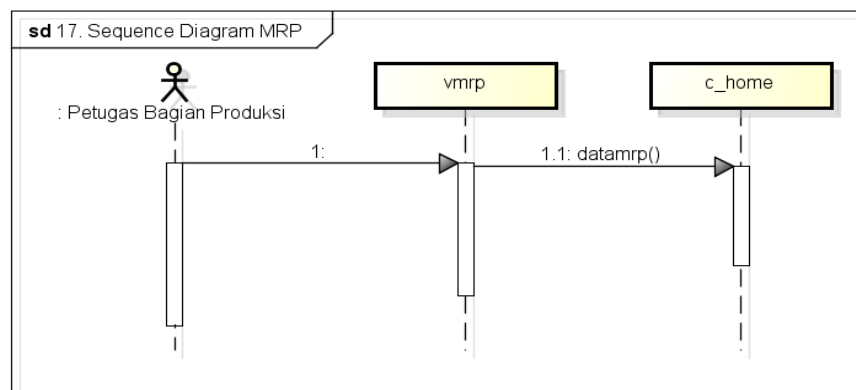 sd 17. Sequence Diagram MRP
: Petugas Bagian Produksi
vmrp
c_home
1:
1.1: datamrp()